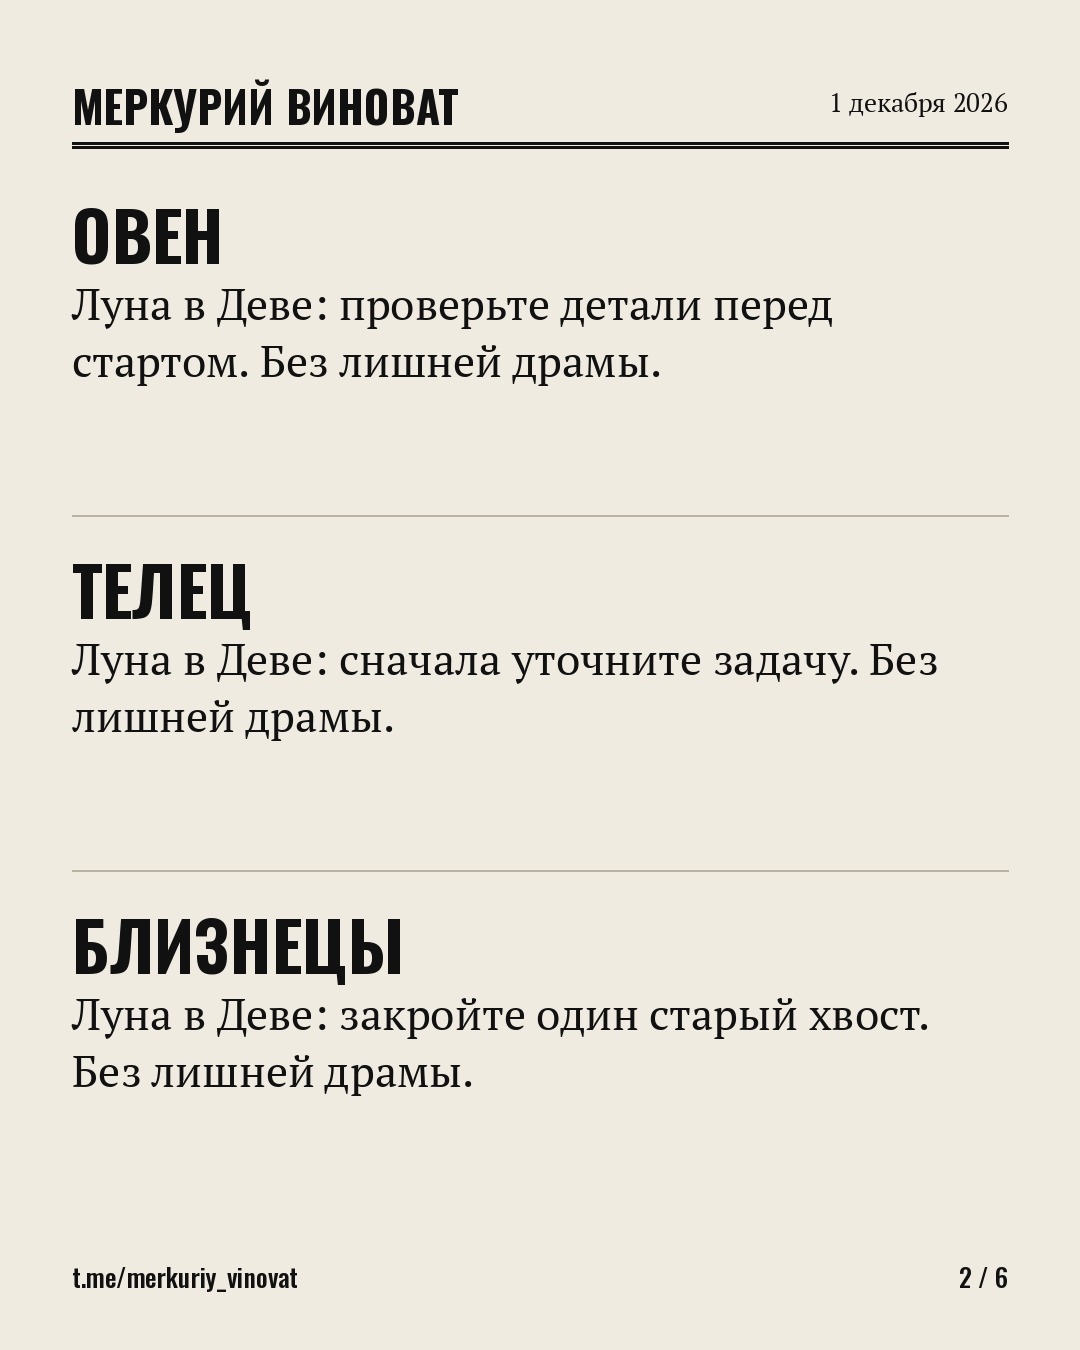 МЕРКУРИЙ ВИНОВАТ
1 декабря 2026
ОВЕН
Луна в Деве: проверьте детали перед
стартом. Без лишней драмы.
ТЕЛЕЦ
Луна в Деве: сначала уточните задачу. Без
лишней драмы.
БЛИЗНЕЦЫ
Луна в Деве: закройте один старый хвост.
Без лишней драмы.
t.me/merkuriy_vinovat
2 / 6